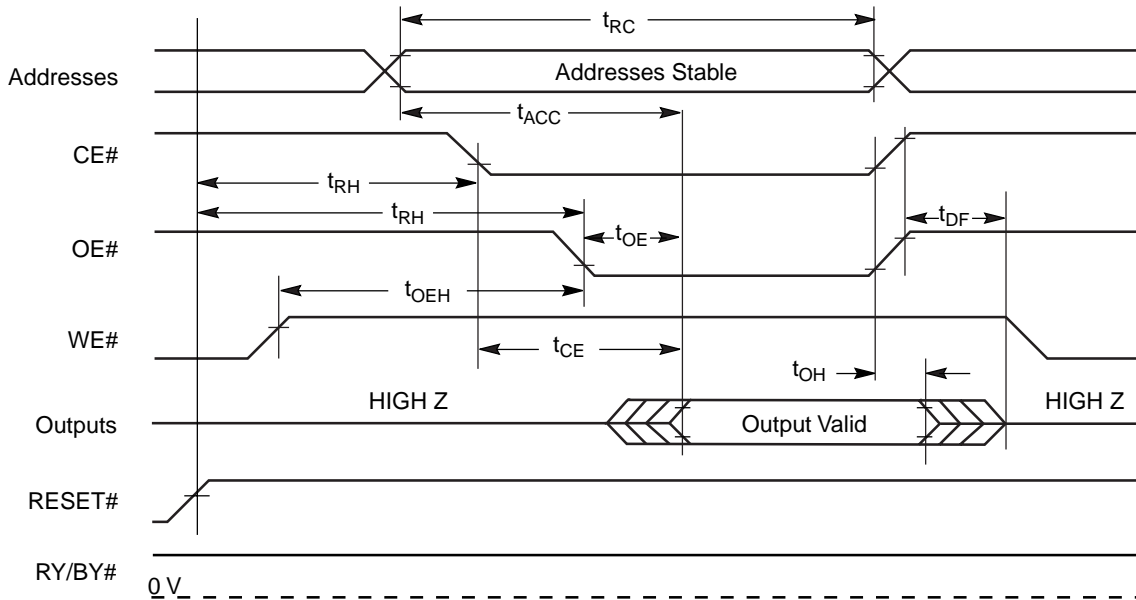 tRC
Addresses
Addresses Stable
tACC
CE#
tRH
tRH
tDF
OE#
tOE
tOEH
WE#
tCE
tOH
HIGH Z
HIGH Z
Outputs
Output Valid
RESET#
RY/BY#
0 V